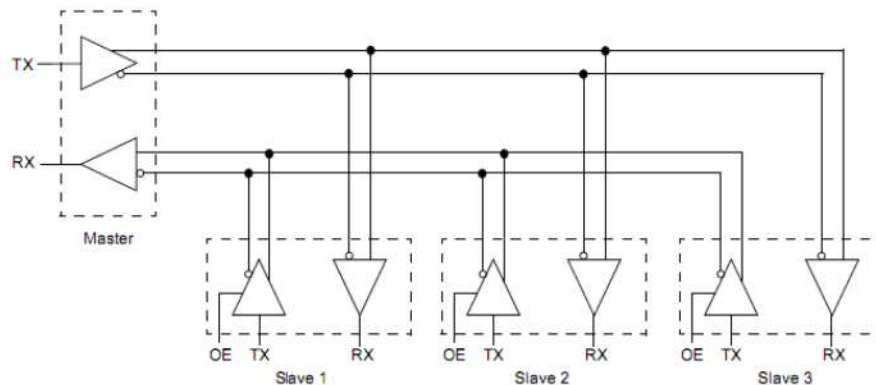 TX
RX
Master
OE TX RX
Slave 1
OE TX RX
Slave 2
OE TX RX
Slave 3